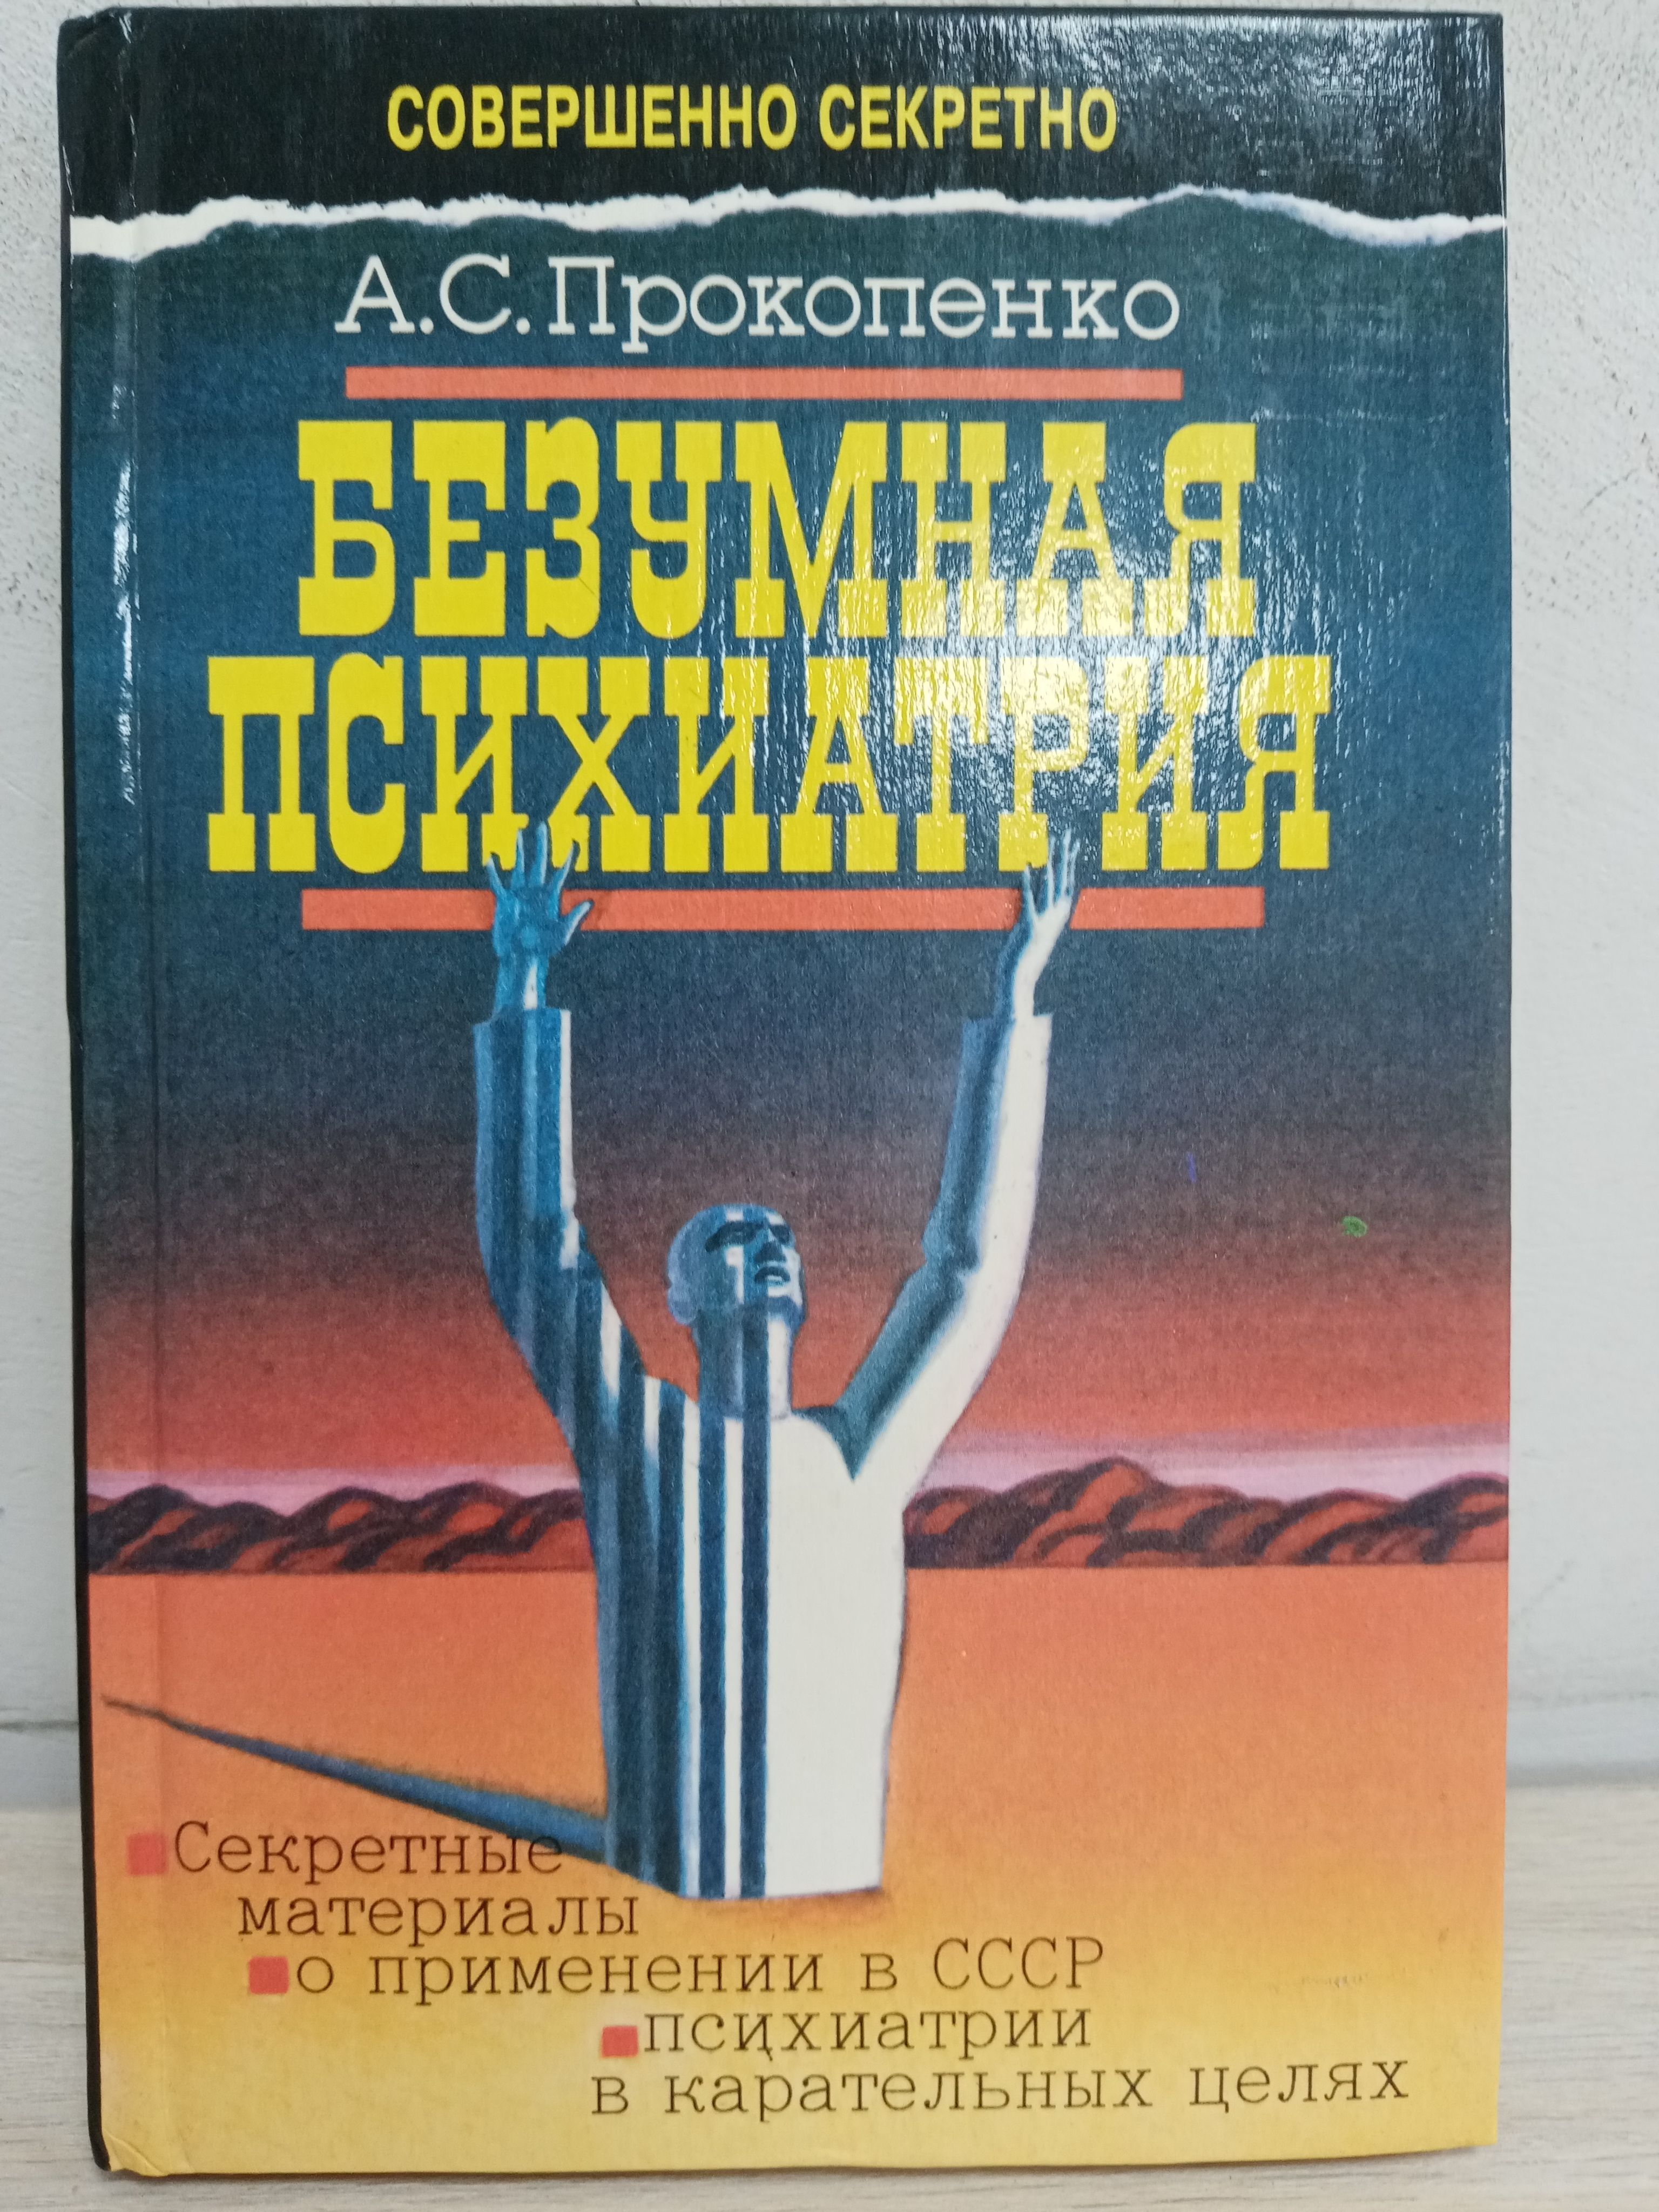 СОВЕРШЕННО СЕКРЕТНО
А.С.Прокопенко
БЕЗУМНАЯ
ПСИХИАТРИЯ
Секретные
материалы
о применении в СССР
психиатрии
в карательных целях